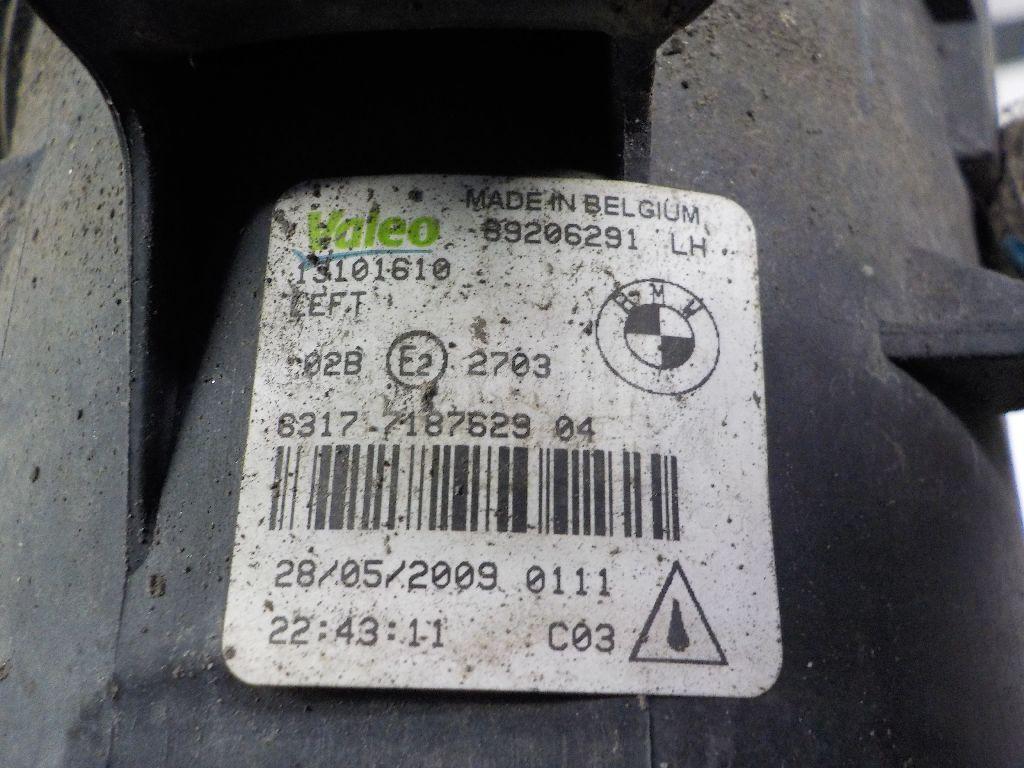 Valeo MADE IN BELGIUM
89206291 LH
13101610
LEFT
BMW
02B E2 2703
6317 7187629 04
28/05/2009 0111
22:43:11 C03